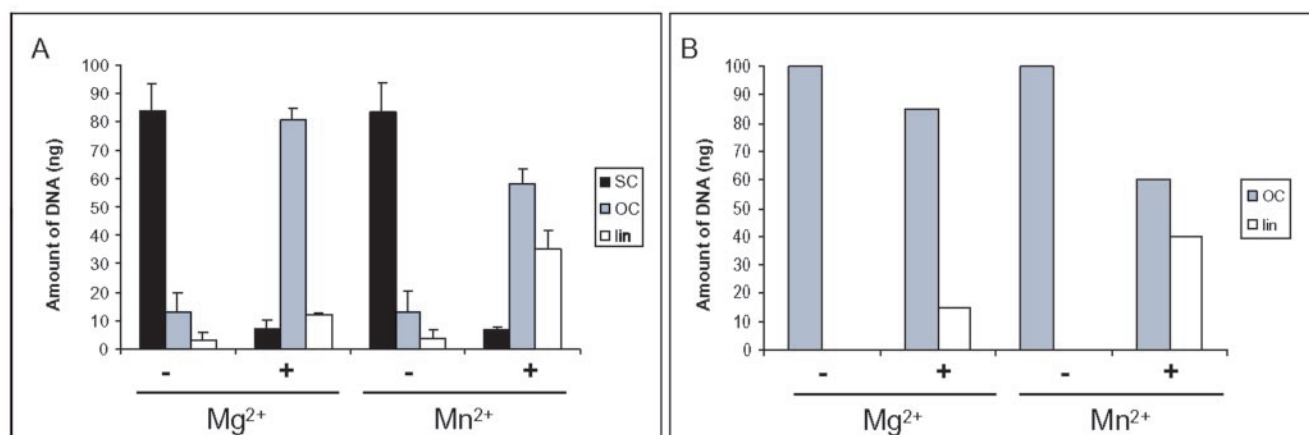 A
Amount of DNA (ng)
100
90
80
70
60
50
40
30
20
10
0
SC
OC
lin
- + - +
Mg²⁺ Mn²⁺
B
Amount of DNA (ng)
100
90
80
70
60
50
40
30
20
10
0
OC
lin
- + - +
Mg²⁺ Mn²⁺